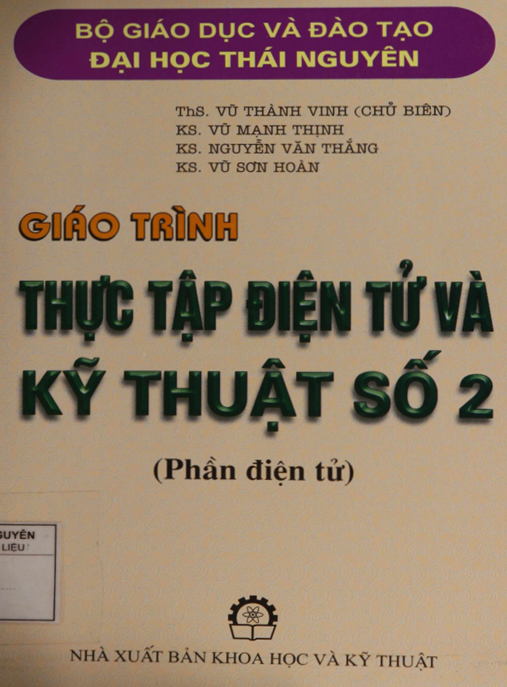 BỘ GIÁO DỤC VÀ ĐÀO TẠO
ĐẠI HỌC THÁI NGUYÊN
ThS. VŨ THÀNH VINH (CHỦ BIÊN)
KS. VŨ MẠNH THỊNH
KS. NGUYỄN VĂN THẮNG
KS. VŨ SƠN HOÀN
GIÁO TRÌNH
THỰC TẬP ĐIỆN TỬ VÀ
KỸ THUẬT SỐ 2
(Phần điện tử)
GUYÊN
LIỆU
NHÀ XUẤT BẢN KHOA HỌC VÀ KỸ THUẬT